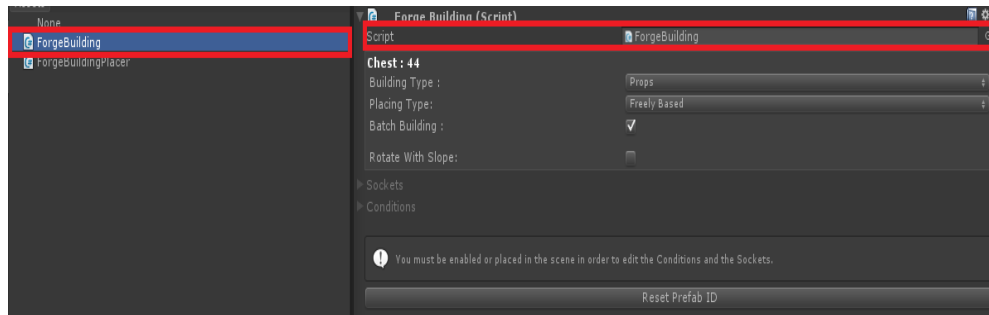 None
ForgeBuilding
ForgeBuildingPlacer
Forge Building (Script)
Script
ForgeBuilding
Chest : 44
Building Type :
Props
Placing Type:
Freely Based
Batch Building :
Rotate With Slope:
Sockets
Conditions
You must be enabled or placed in the scene in order to edit the Conditions and the Sockets.
Reset Prefab ID